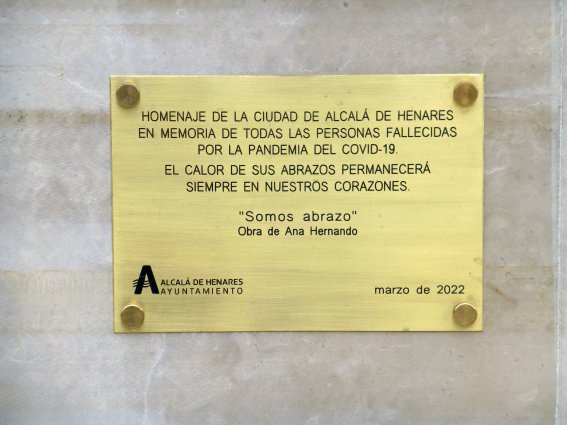 HOMENAJE DE LA CIUDAD DE ALCALÁ DE HENARES
EN MEMORIA DE TODAS LAS PERSONAS FALLECIDAS
POR LA PANDEMIA DEL COVID-19.
EL CALOR DE SUS ABRAZOS PERMANECERÁ
SIEMPRE EN NUESTROS CORAZONES.
"Somos abrazo"
Obra de Ana Hernando
ALCALÁ DE HENARES
AYUNTAMIENTO
marzo de 2022